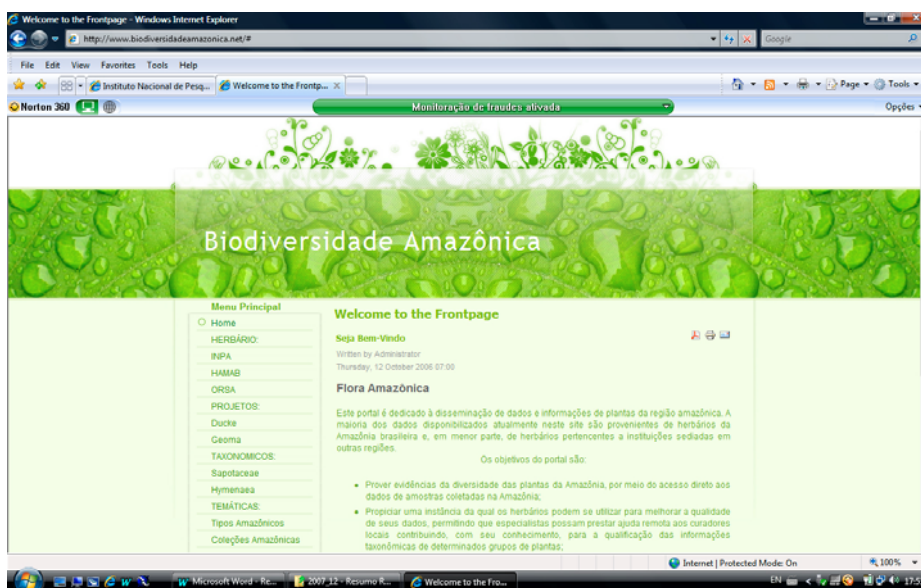 Welcome to the Frontpage - Windows Internet Explorer
http://www.biodiversidadeamazonica.net/#
Google
File Edit View Favorites Tools Help
Instituto Nacional de Pesq...
Welcome to the Frontp...
Page Tools
Norton 360
Monitoração de fraudes ativada
Opções
Biodiversidade Amazônica
Menu Principal
Home
HERBÁRIO:
INPA
HAMAB
ORSA
PROJETOS:
Ducke
Geoma
TAXONOMICOS:
Sapotaceae
Hymenaea
TEMÁTICAS:
Tipos Amazônicos
Coleções Amazônicas
Welcome to the Frontpage
Seja Bem-Vindo
Written by Administrator
Thursday, 12 October 2006 07:00
Flora Amazônica
Este portal é dedicado à disseminação de dados e informações de plantas da região amazônica. A
maioria dos dados disponibilizados atualmente neste site são provenientes de herbários da
Amazônia brasileira e, em menor parte, de herbários pertencentes a instituições sediadas em
outras regiões.
Os objetivos do portal são:
Prover evidências da diversidade das plantas da Amazônia, por meio do acesso direto aos
dados de amostras coletadas na Amazônia;
Propiciar uma instância da qual os herbários podem se utilizar para melhorar a qualidade
de seus dados, permitindo que especialistas possam prestar ajuda remota aos curadores
locais contribuindo, com seu conhecimento, para a qualificação das informações
taxonômicas de determinados grupos de plantas;
Internet | Protected Mode: On
100%
Microsoft Word - Re...
2007_12 - Resumo R...
Welcome to the Fro...
EN